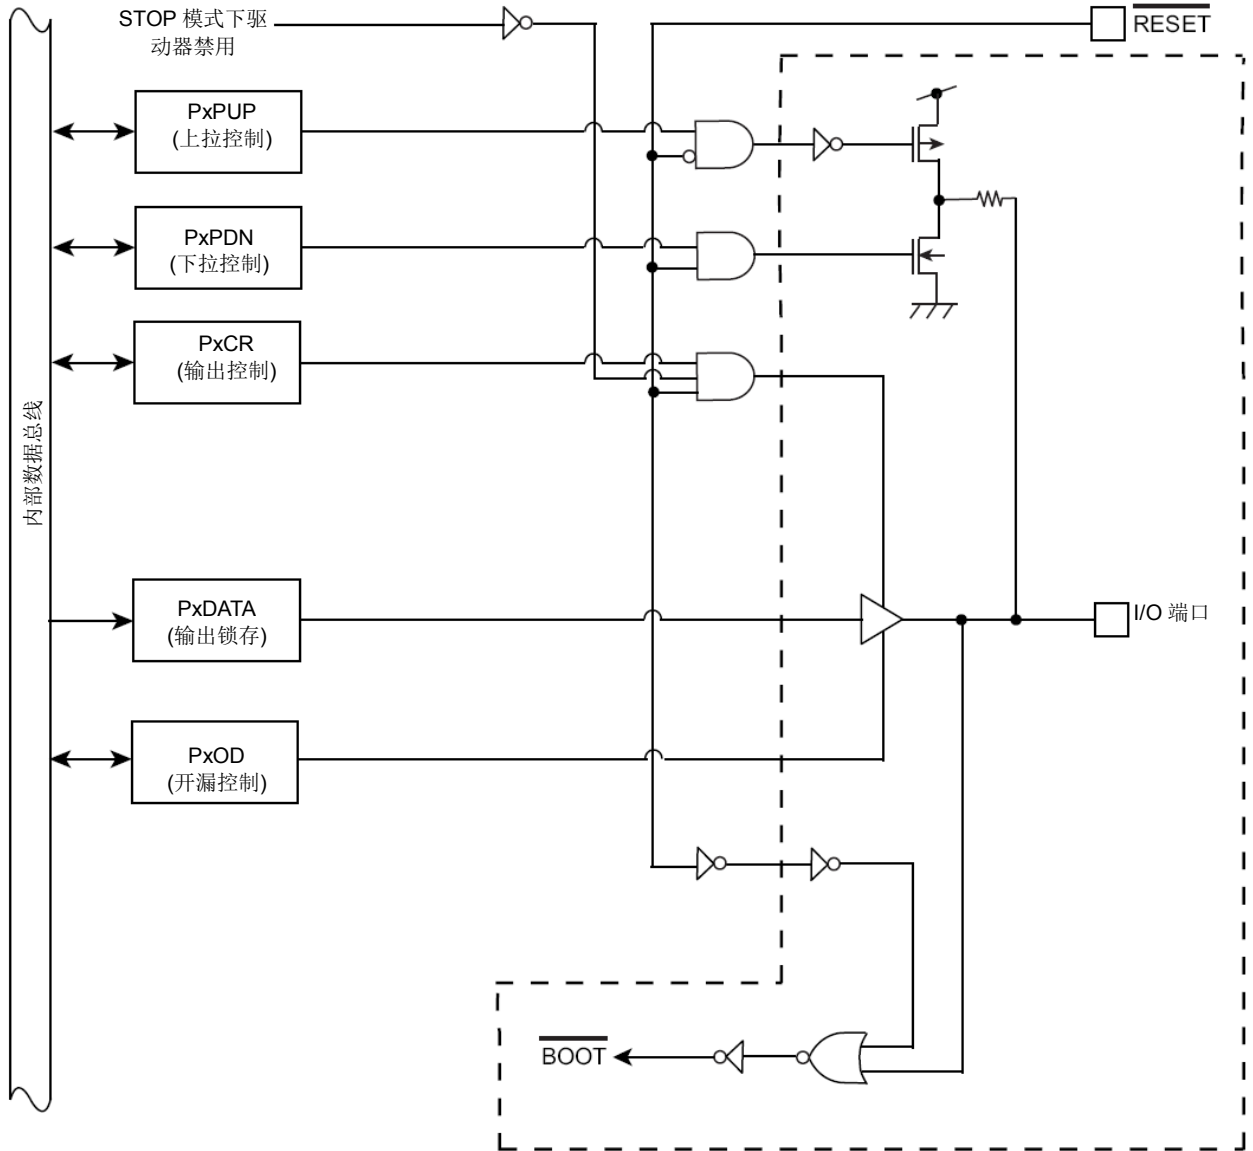 STOP 模式下驱
动器禁用
RESET
PxPUP
(上拉控制)
PxPDN
(下拉控制)
PxCR
(输出控制)
内部数据总线
PxDATA
(输出锁存)
I/O 端口
PxOD
(开漏控制)
BOOT